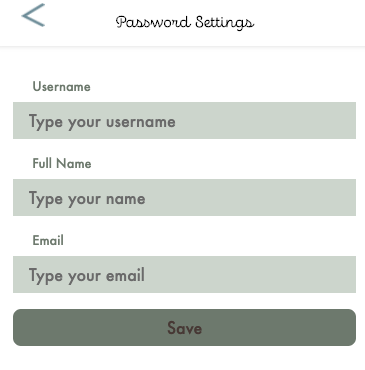 Password Settings
Username
Type your username
Full Name
Type your name
Email
Type your email
Save